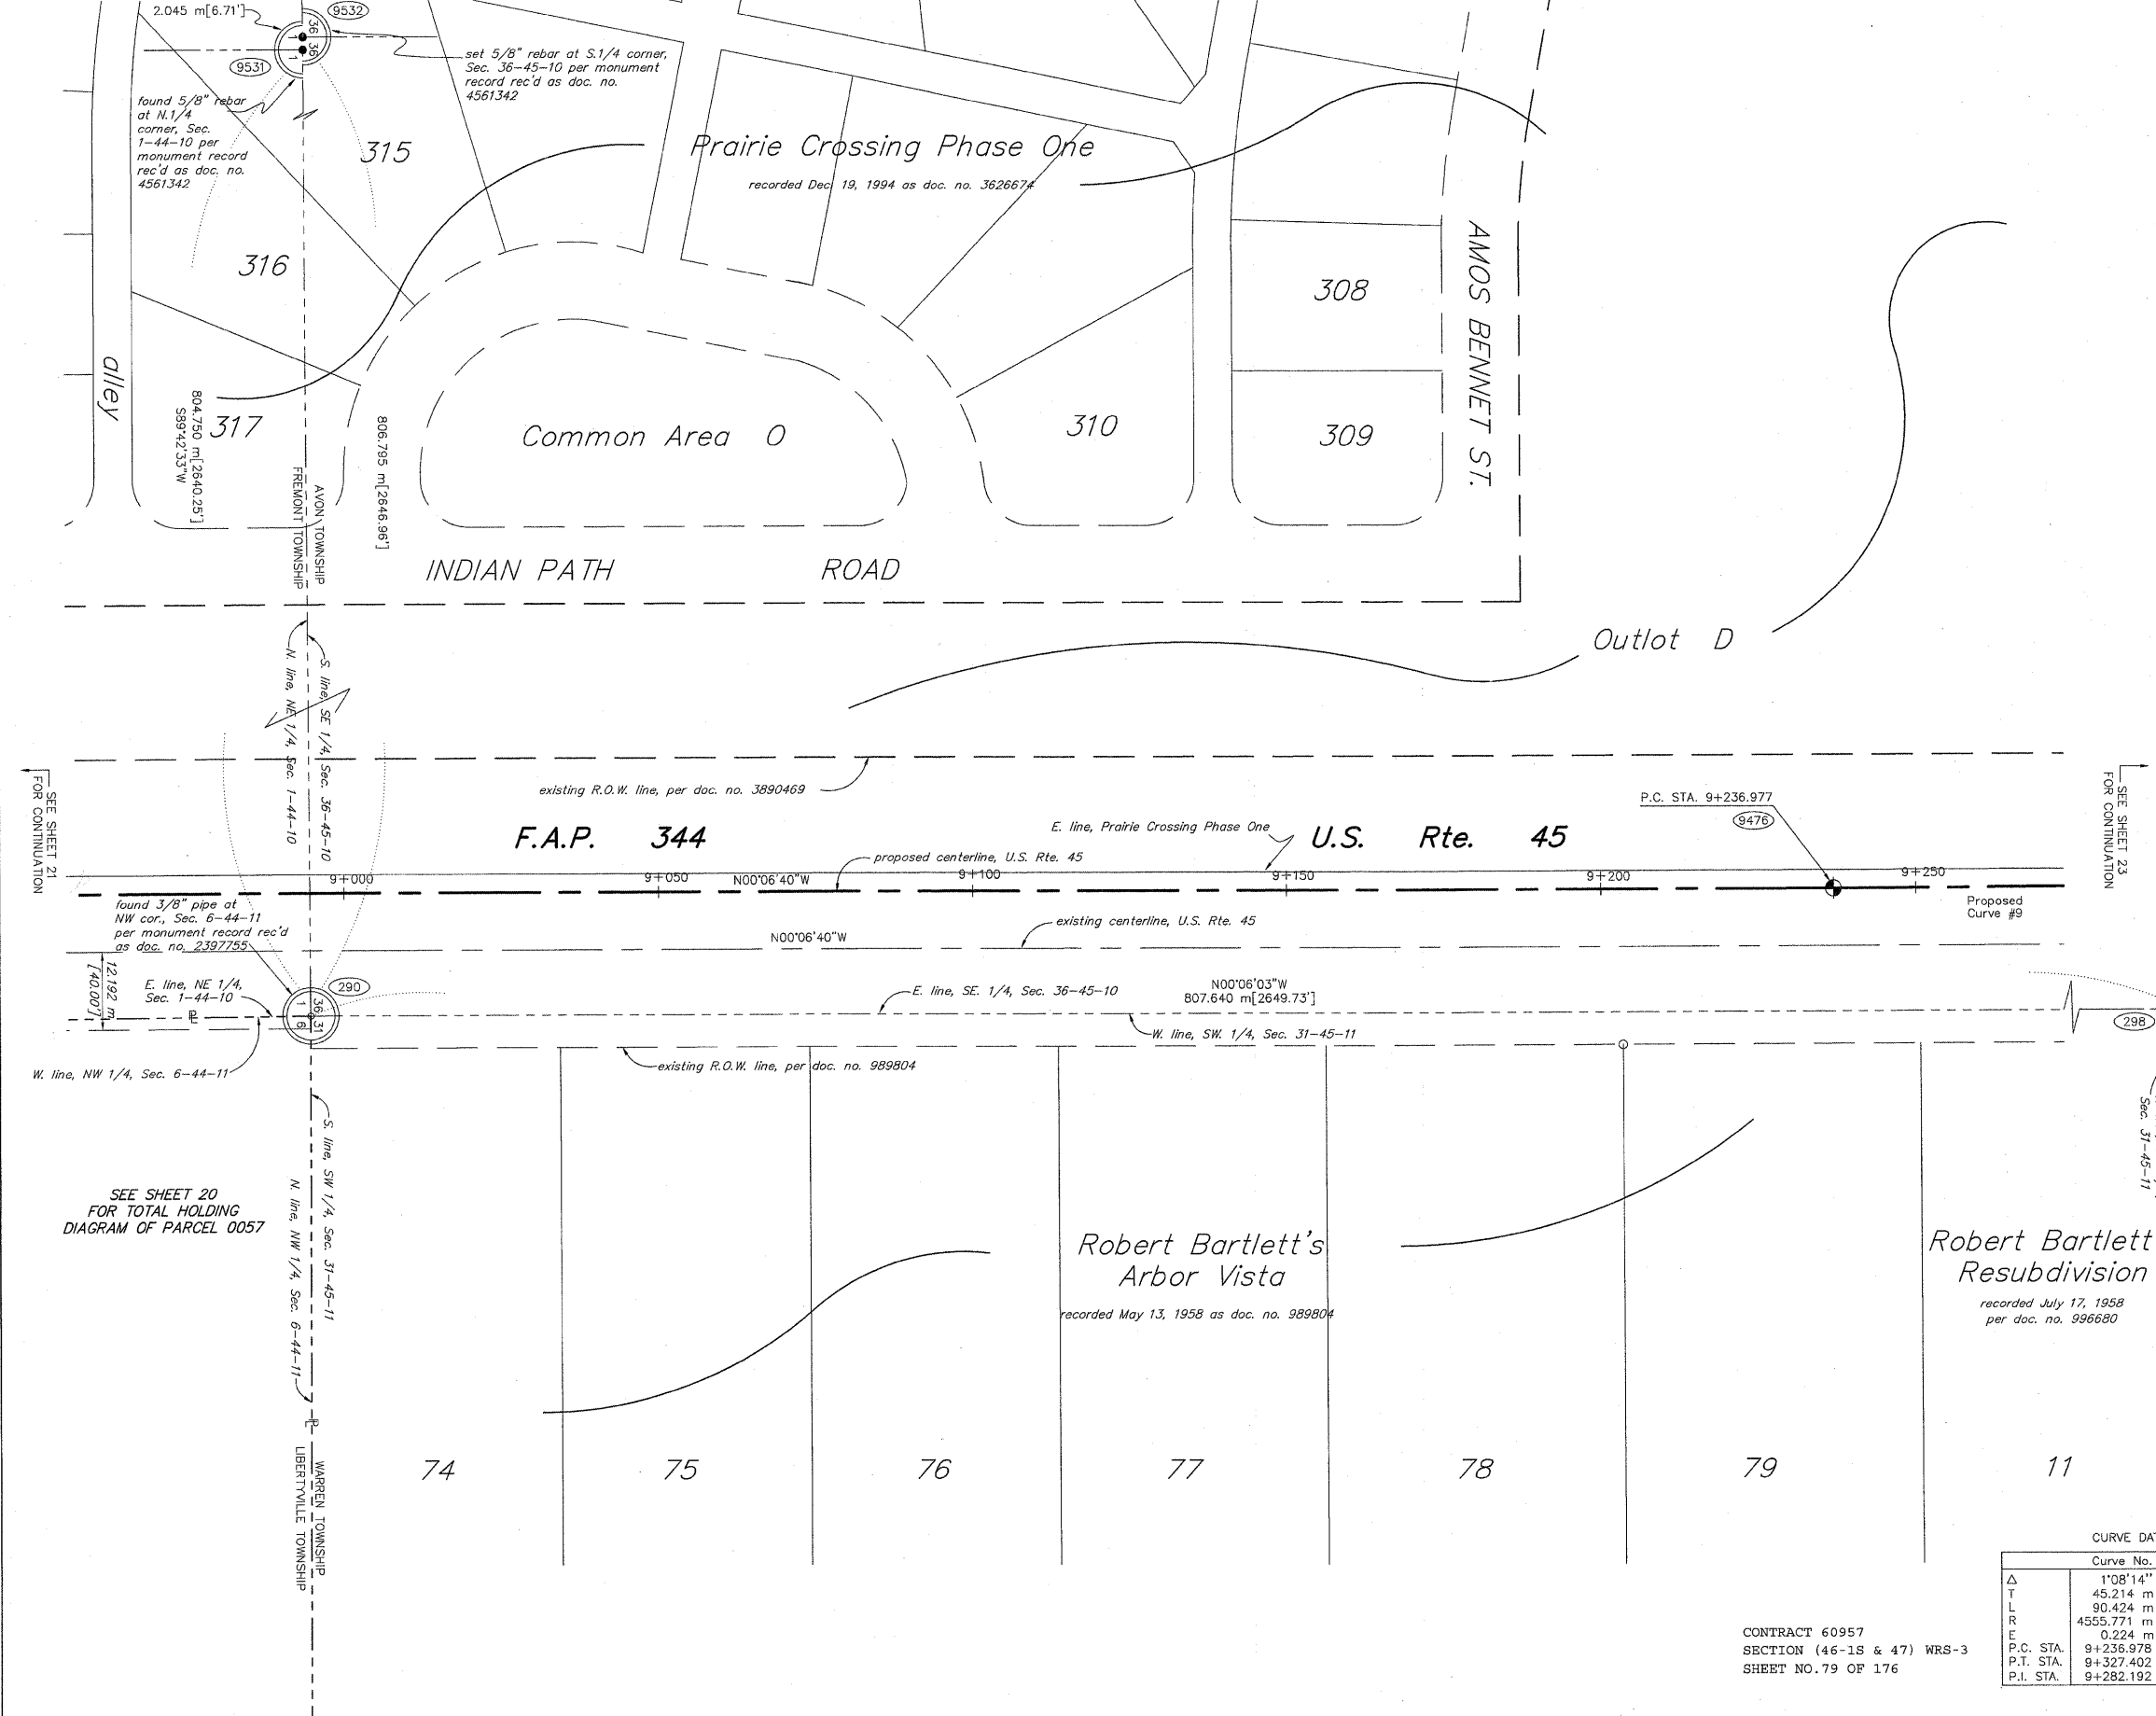 2.045 m[6.71']
9532
36
1
36
1
9531
set 5/8" rebar at S.1/4 corner,
Sec. 36-45-10 per monument
record rec'd as doc. no.
4561342
found 5/8" rebar
at N.1/4
corner, Sec.
1-44-10 per
monument record
rec'd as doc. no.
4561342
315
Prairie Crossing Phase One
recorded Dec 19, 1994 as doc. no. 3626674
316
308
AMOS BENNET ST.
alley
317
804.750 m[2640.25']
S89°42'33"W
806.795 m[2646.96']
Common Area O
310
309
AVON TOWNSHIP
FREMONT TOWNSHIP
INDIAN PATH ROAD
Outlot D
S. line, SE 1/4, Sec. 36-45-10
N. line, NE 1/4, Sec. 1-44-10
SEE SHEET 21
FOR CONTINUATION
existing R.O.W. line, per doc. no. 3890469
P.C. STA. 9+236.977
9476
SEE SHEET 23
FOR CONTINUATION
F.A.P. 344
E. line, Prairie Crossing Phase One
U.S. Rte. 45
proposed centerline, U.S. Rte. 45
9+000
9+050
N00°06'40"W
9+100
9+150
9+200
9+250
Proposed
Curve #9
found 3/8" pipe at
NW cor., Sec. 6-44-11
per monument record rec'd
as doc. no. 2397755
existing centerline, U.S. Rte. 45
N00°06'40"W
12.192 m
[40.00']
E. line, NE 1/4,
Sec. 1-44-10
PL
290
36
31
1
6
E. line, SE. 1/4, Sec. 36-45-10
N00°06'03"W
807.640 m[2649.73']
298
W. line, SW. 1/4, Sec. 31-45-11
existing R.O.W. line, per doc. no. 989804
W. line, NW 1/4, Sec. 6-44-11
Sec. 31-45-11
S. line, SW 1/4, Sec. 31-45-11
N. line, NW 1/4, Sec. 6-44-11
SEE SHEET 20
FOR TOTAL HOLDING
DIAGRAM OF PARCEL 0057
Robert Bartlett's
Arbor Vista
recorded May 13, 1958 as doc. no. 989804
Robert Bartlett
Resubdivision
recorded July 17, 1958
per doc. no. 996680
PL
WARREN TOWNSHIP
LIBERTYVILLE TOWNSHIP
74
75
76
77
78
79
11
CURVE DA
Curve No.
Δ 1°08'14"
T 45.214 m
L 90.424 m
R 4555.771 m
E 0.224 m
P.C. STA. 9+236.978
P.T. STA. 9+327.402
P.I. STA. 9+282.192
CONTRACT 60957
SECTION (46-1S & 47) WRS-3
SHEET NO.79 OF 176